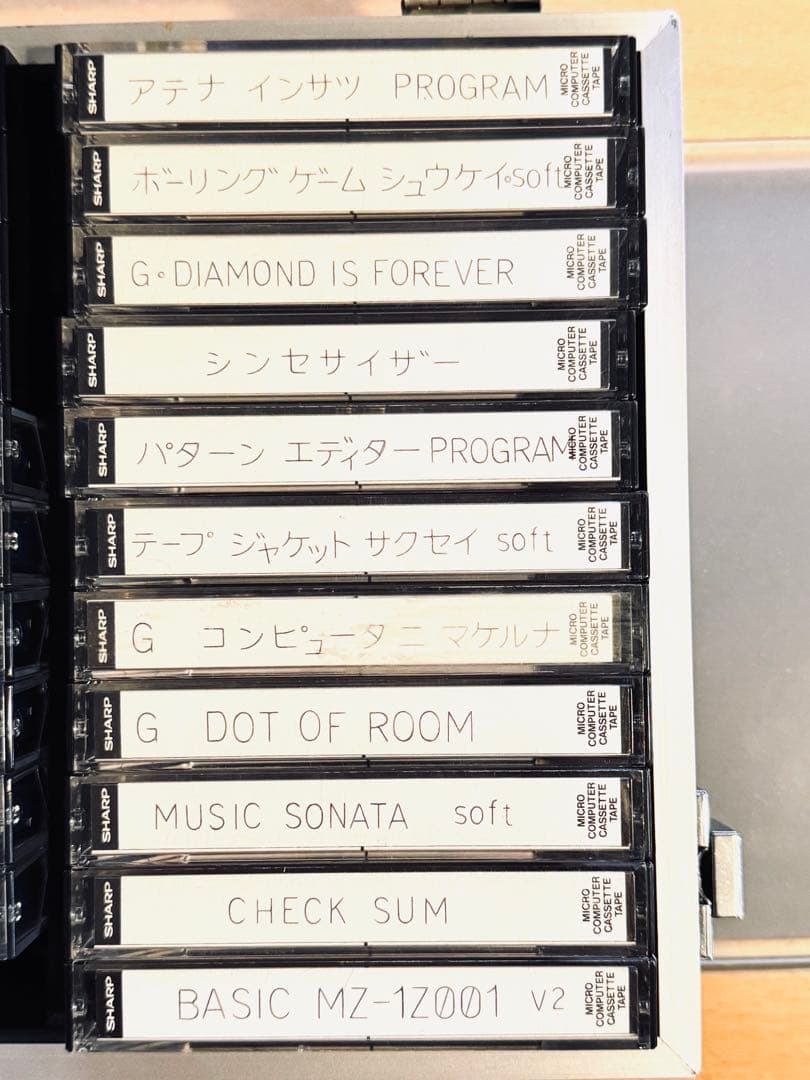 SHARP アテナ インサツ PROGRAM MICRO COMPUTER CASSETTE TAPE
SHARP ボーリング ゲーム シュウケイ。soft MICRO COMPUTER CASSETTE TAPE
SHARP G・DIAMOND IS FOREVER MICRO COMPUTER CASSETTE TAPE
SHARP シンセサイザー MICRO COMPUTER CASSETTE TAPE
SHARP パターン エディター PROGRAM MICRO COMPUTER CASSETTE TAPE
SHARP テープ ジャケット サクセイ soft MICRO COMPUTER CASSETTE TAPE
SHARP G コンピュータ ニ マケルナ MICRO COMPUTER CASSETTE TAPE
SHARP G DOT OF ROOM MICRO COMPUTER CASSETTE TAPE
SHARP MUSIC SONATA soft MICRO COMPUTER CASSETTE TAPE
SHARP CHECK SUM MICRO COMPUTER CASSETTE TAPE
SHARP BASIC MZ-1Z001 V2 MICRO COMPUTER CASSETTE TAPE